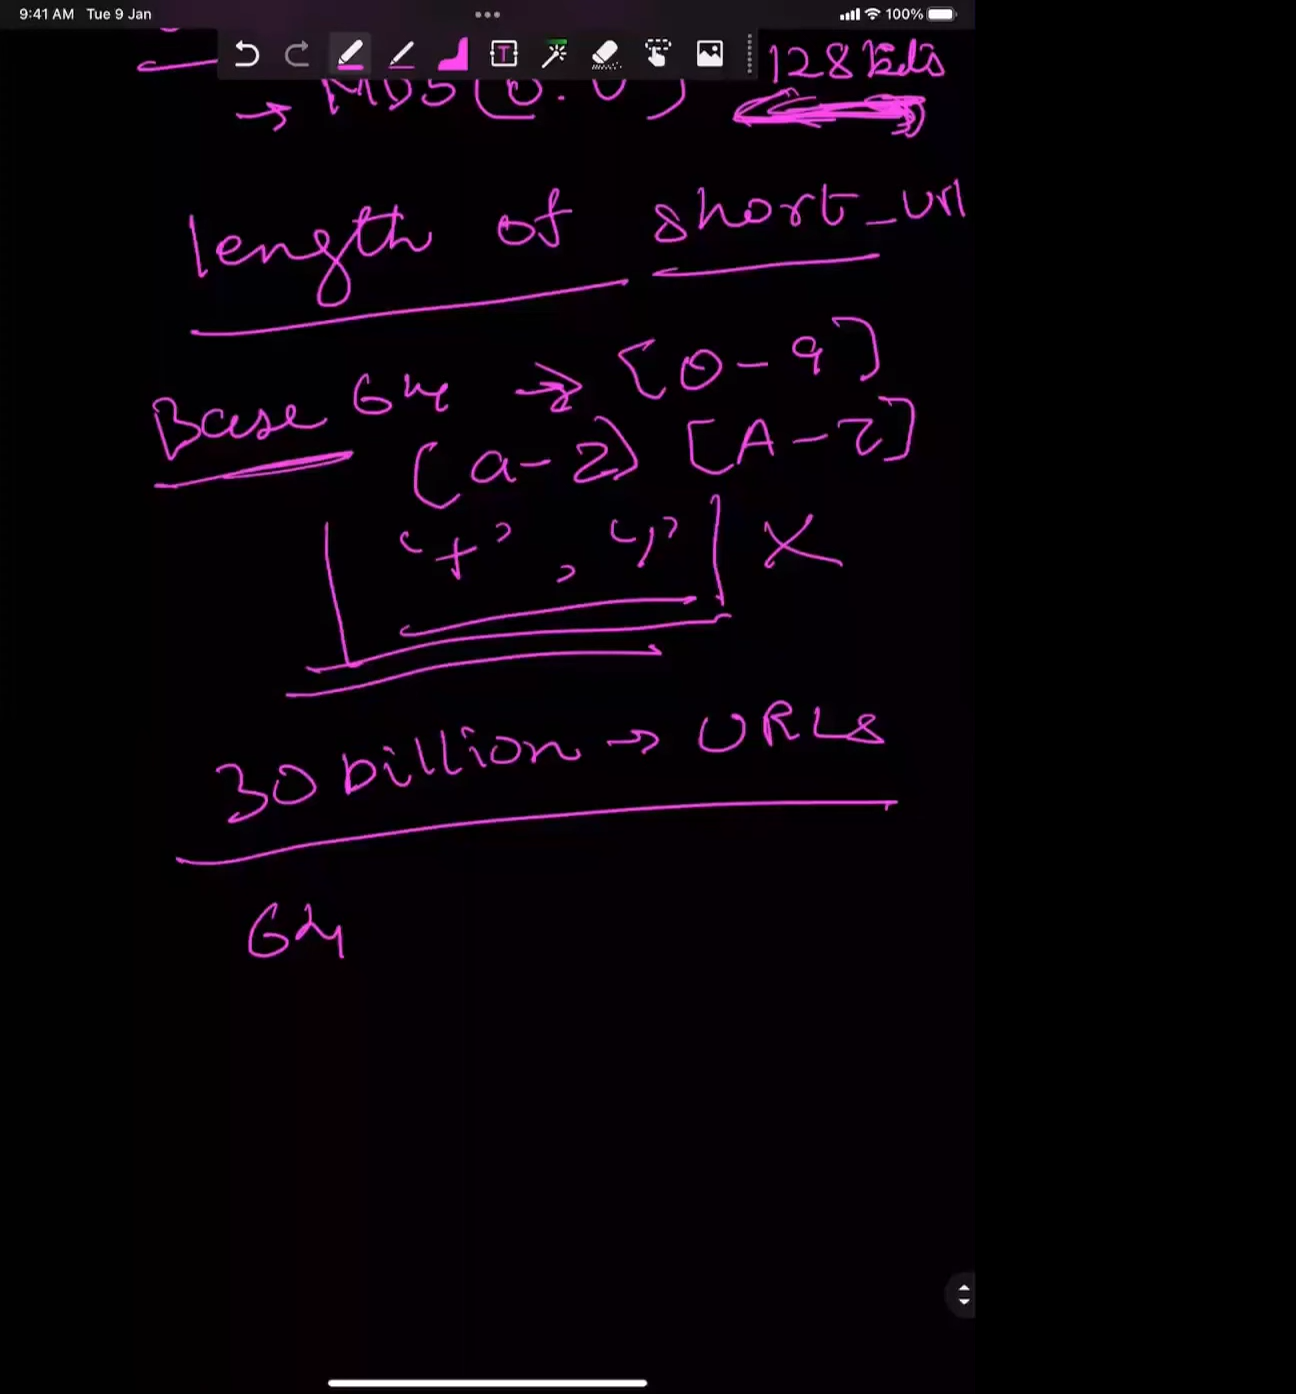 9:41 AM Tue 9 Jan 100%
T
128 bits
→ MD5(O.U)
length of short_url
Base 64 → [0-9]
[a-z] [A-Z]
'+', '/' X
30 billion → URLs
64